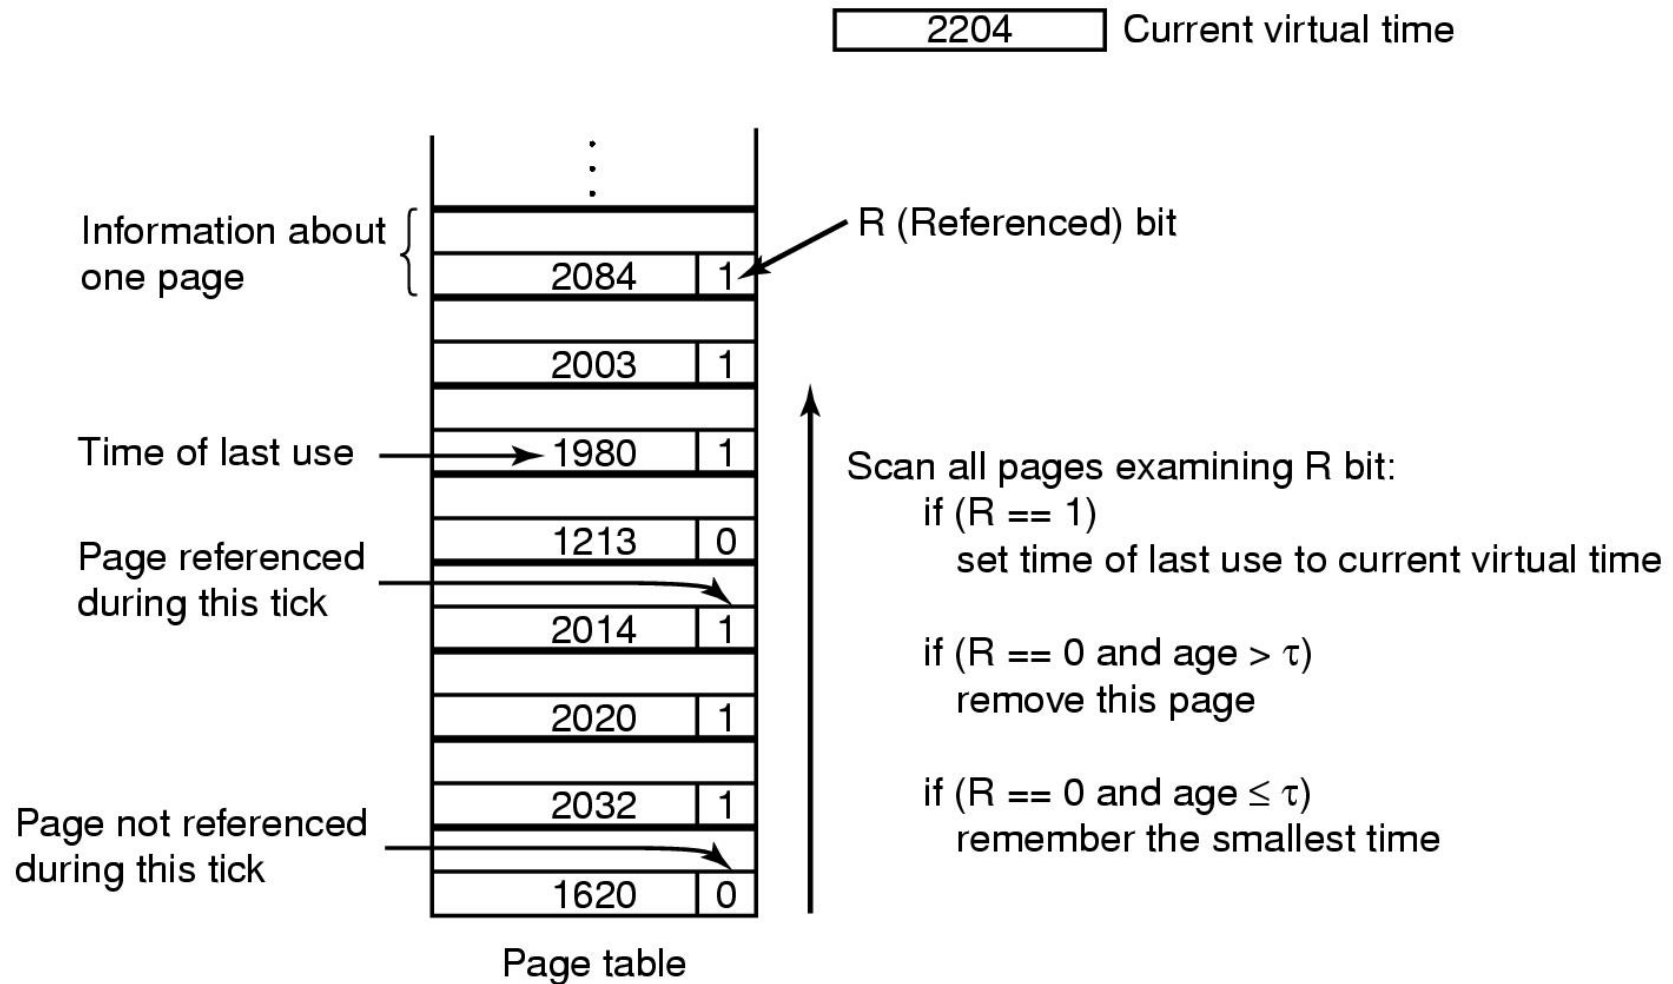 2204 Current virtual time
Information about
one page
R (Referenced) bit
2084 1
2003 1
Time of last use
1980 1
1213 0
Page referenced
during this tick
2014 1
2020 1
2032 1
Page not referenced
during this tick
1620 0
Page table
Scan all pages examining R bit:
if (R == 1)
set time of last use to current virtual time
if (R == 0 and age > τ)
remove this page
if (R == 0 and age ≤ τ)
remember the smallest time